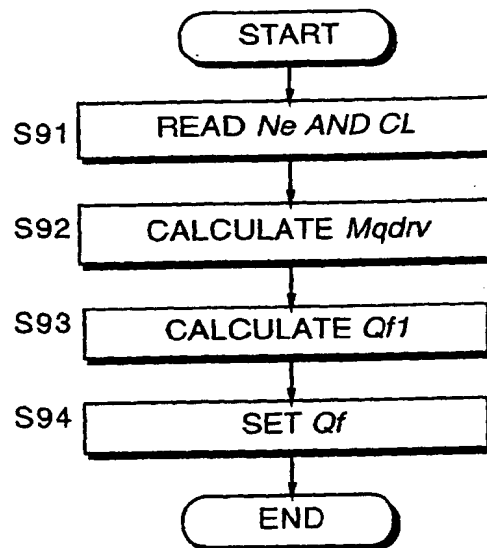 START
S91 READ Ne AND CL
S92 CALCULATE Mqdrv
S93 CALCULATE Qf1
S94 SET Qf
END